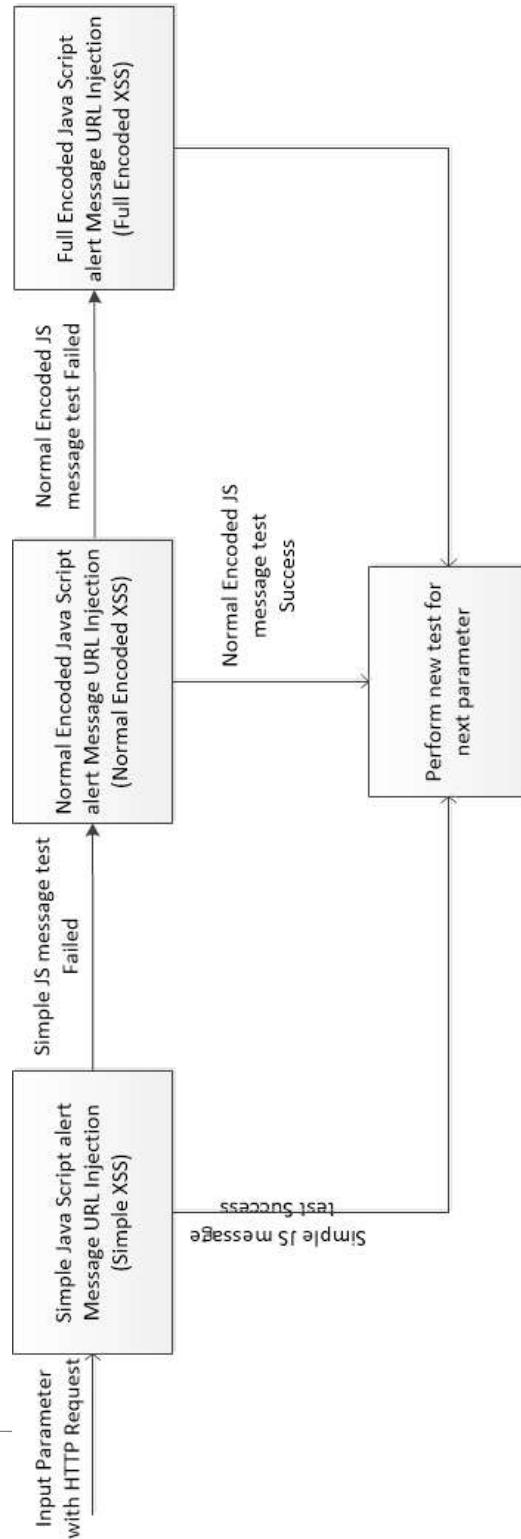 Input Parameter
with HTTP Request
Simple Java Script alert
Message URL Injection
(Simple XSS)
Simple JS message test
Failed
Simple JS message
test Success
Normal Encoded Java Script
alert Message URL Injection
(Normal Encoded XSS)
Normal Encoded JS
message test Failed
Normal Encoded JS
message test
Success
Full Encoded Java Script
alert Message URL Injection
(Full Encoded XSS)
Perform new test for
next parameter